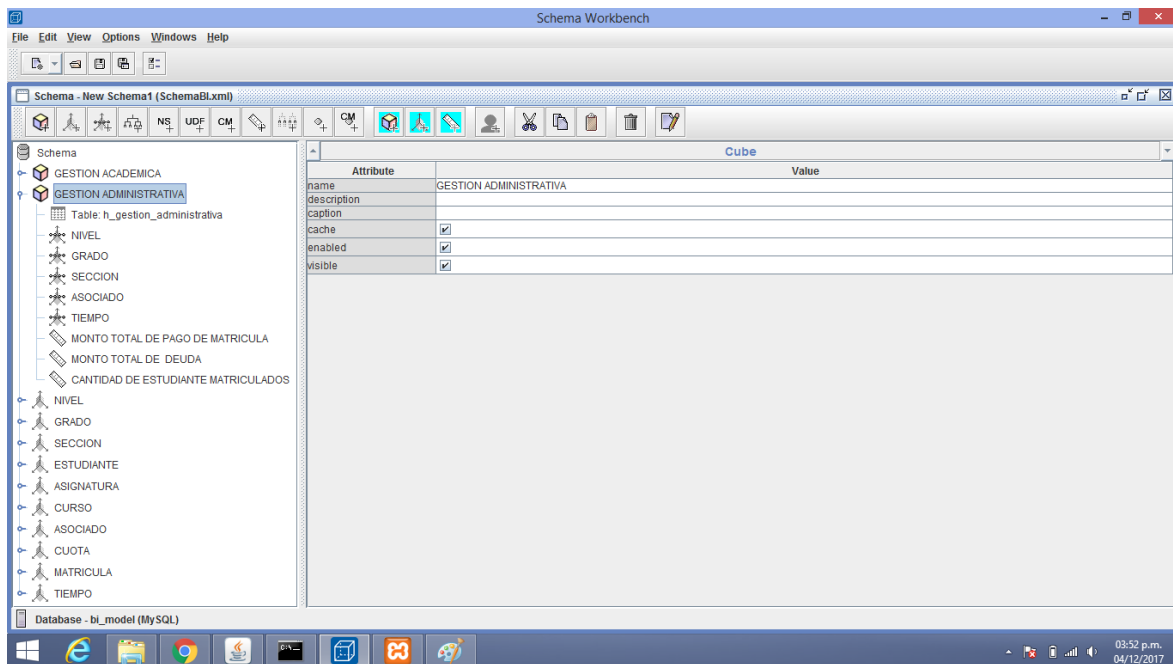 Schema Workbench
File Edit View Options Windows Help
Schema - New Schema1 (SchemaBI.xml)
NS UDF CM CM
Schema
GESTION ACADEMICA
GESTION ADMINISTRATIVA
Table: h_gestion_administrativa
NIVEL
GRADO
SECCION
ASOCIADO
TIEMPO
MONTO TOTAL DE PAGO DE MATRICULA
MONTO TOTAL DE DEUDA
CANTIDAD DE ESTUDIANTE MATRICULADOS
NIVEL
GRADO
SECCION
ESTUDIANTE
ASIGNATURA
CURSO
ASOCIADO
CUOTA
MATRICULA
TIEMPO
Cube
Attribute Value
name GESTION ADMINISTRATIVA
description
caption
cache
enabled
visible
Database - bi_model (MySQL)
03:52 p.m.
04/12/2017